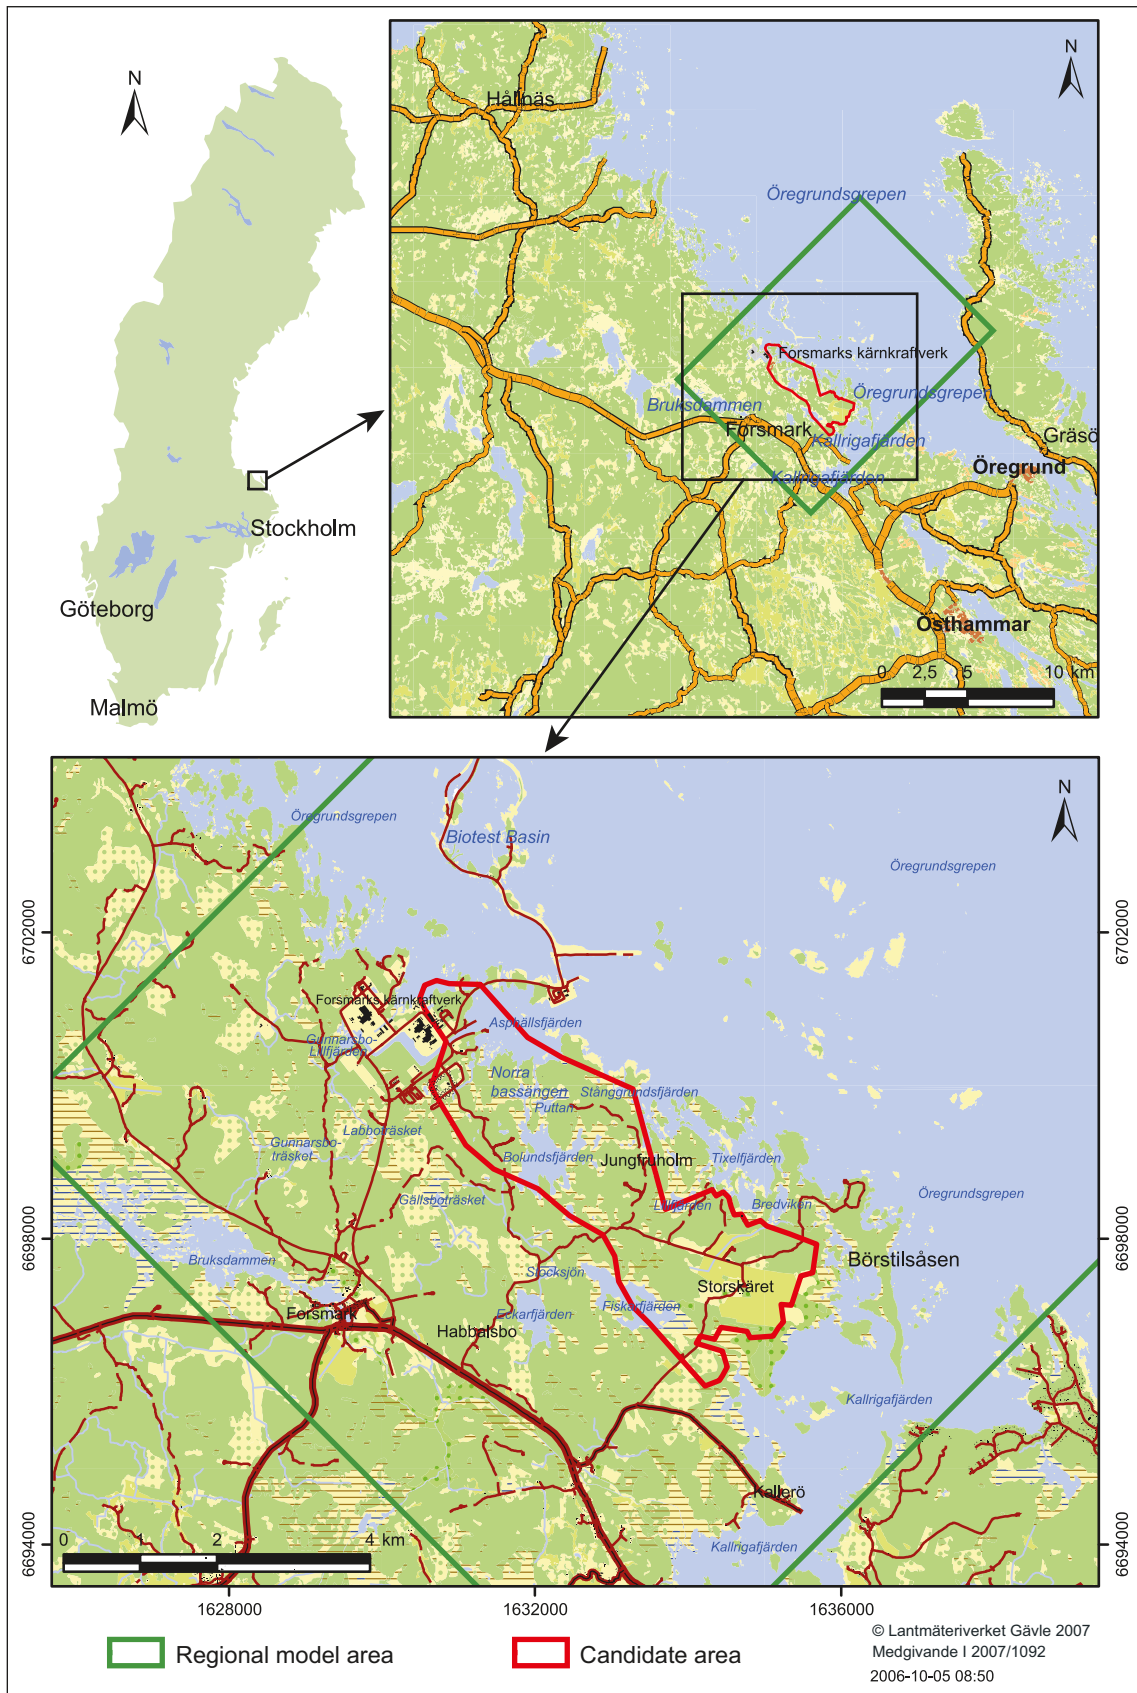 N
Stockholm
Göteborg
Malmö
N
Hållnäs
Öregrundsgrepen
Forsmarks kärnkraftverk
Öregrundsgrepen
Bruksdammen
Forsmark
Kallrigafjärden
Gräsö
Öregrund
Kallrigafjärden
Östhammar
0 2,5 5 10 km
N
Öregrundsgrepen
Biotest Basin
Öregrundsgrepen
6702000
6702000
Forsmarks kärnkraftverk
Asphällsfjärden
Gunnarsbo-
Lillfjärden
Norra
bassängen
Stånggrundsfjärden
Puttan
Labboträsket
Gunnarsbo-
träsket
Bolundsfjärden
Jungfruholm
Tixelfjärden
Gällsboträsket
Lillfjärden
Bredviken
Öregrundsgrepen
6698000
6698000
Bruksdammen
Börstilsåsen
Stocksjön
Storskäret
Forsmark
Eckarfjärden
Fiskarfjärden
Habbalsbo
Kallrigafjärden
Kallerö
Kallrigafjärden
0 1 2 4 km
6694000
6694000
1628000
1632000
1636000
Regional model area
Candidate area
© Lantmäteriverket Gävle 2007
Medgivande I 2007/1092
2006-10-05 08:50